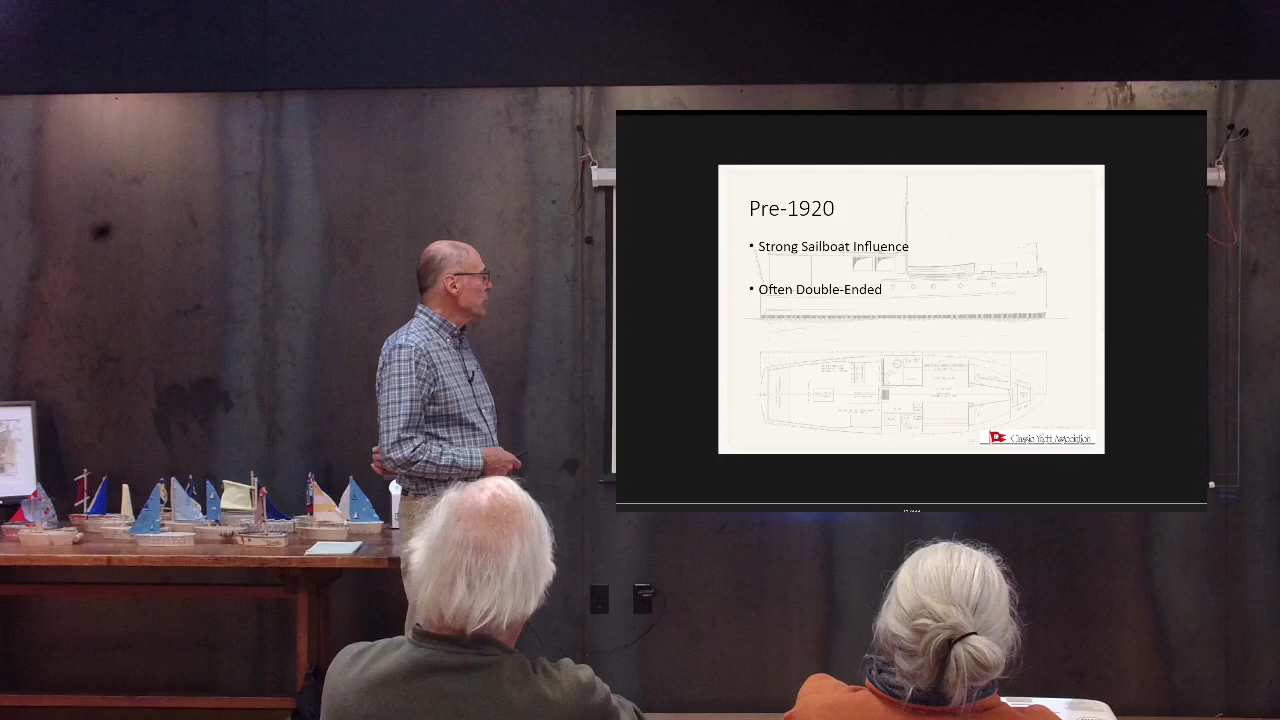 Pre-1920
• Strong Sailboat Influence
• Often Double-Ended
Classic Yacht Association